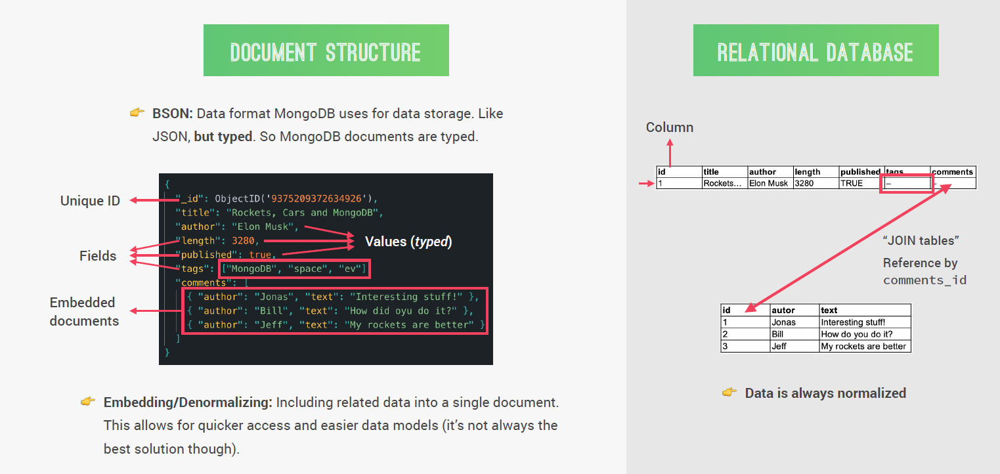 DOCUMENT STRUCTURE
👉 BSON: Data format MongoDB uses for data storage. Like
JSON, but typed. So MongoDB documents are typed.
Unique ID
Fields
Embedded
documents
{
"_id": ObjectID('9375209372634926'),
"title": "Rockets, Cars and MongoDB",
"author": "Elon Musk",
"length": 3280,
"published": true,
"tags": ["MongoDB", "space", "ev"]
"comments": [
{ "author": "Jonas", "text": "Interesting stuff!" },
{ "author": "Bill", "text": "How did oyu do it?" },
{ "author": "Jeff", "text": "My rockets are better" }
]
}
Values (typed)
👉 Embedding/Denormalizing: Including related data into a single document.
This allows for quicker access and easier data models (it’s not always the
best solution though).
RELATIONAL DATABASE
Column
id title author length published tags comments
1 Rockets… Elon Musk 3280 TRUE – –
“JOIN tables”
Reference by
comments_id
id autor text
1 Jonas Interesting stuff!
2 Bill How do you do it?
3 Jeff My rockets are better
👉 Data is always normalized